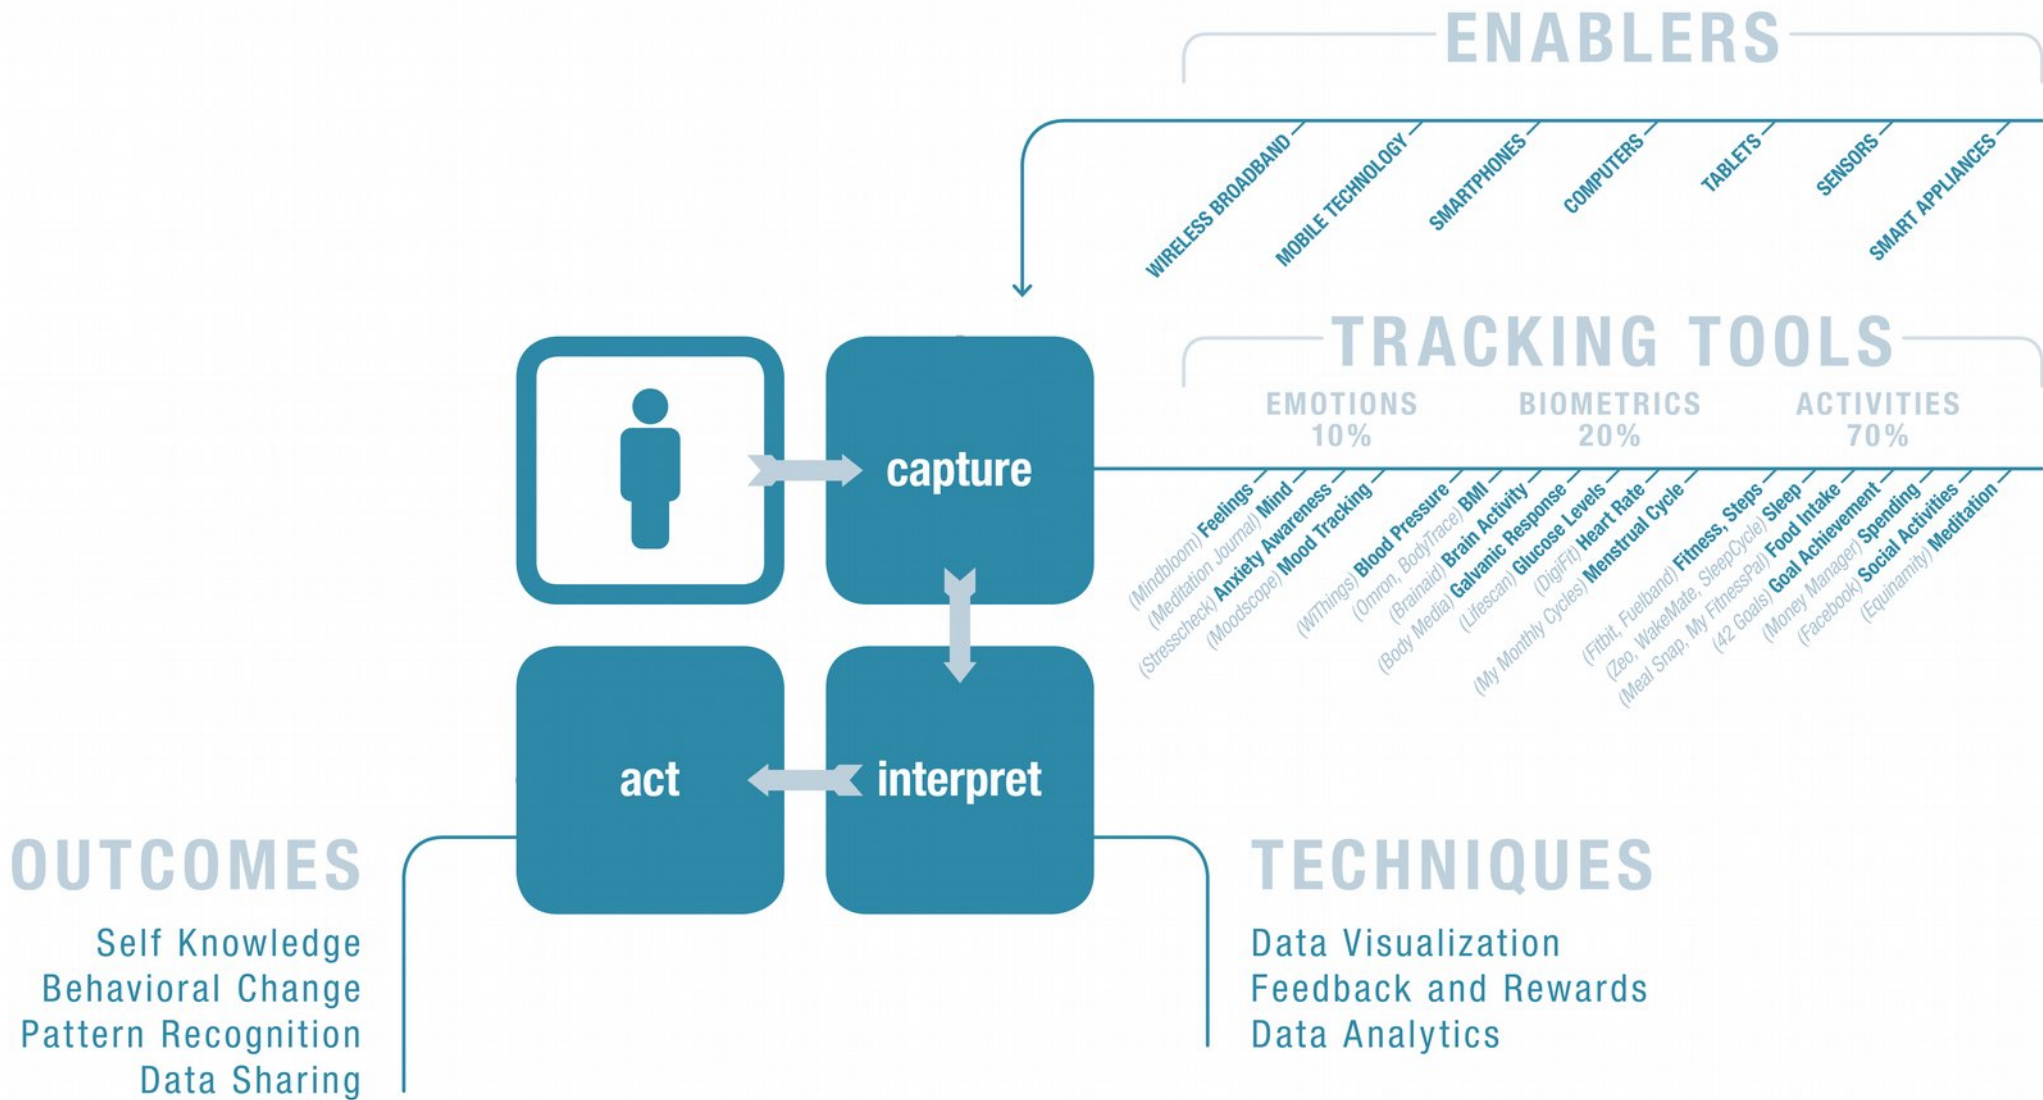 ENABLERS
WIRELESS BROADBAND
MOBILE TECHNOLOGY
SMARTPHONES
COMPUTERS
TABLETS
SENSORS
SMART APPLIANCES
TRACKING TOOLS
EMOTIONS
10%
BIOMETRICS
20%
ACTIVITIES
70%
(Mindbloom) Feelings
(Meditation Journal) Mind
(Stresscheck) Anxiety Awareness
(Moodscope) Mood Tracking
(WiThings) Blood Pressure
(Omron, BodyTrace) BMI
(Brainaid) Brain Activity
(Body Media) Galvanic Response
(Lifescan) Glucose Levels
(DigiFit) Heart Rate
(My Monthly Cycles) Menstrual Cycle
(Fitbit, Fuelband) Fitness, Steps
(Zeo, WakeMate, SleepCycle) Sleep
(Meal Snap, My FitnessPal) Food Intake
(42 Goals) Goal Achievement
(Money Manager) Spending
(Facebook) Social Activities
(Equinamity) Meditation
capture
act
interpret
OUTCOMES
Self Knowledge
Behavioral Change
Pattern Recognition
Data Sharing
TECHNIQUES
Data Visualization
Feedback and Rewards
Data Analytics